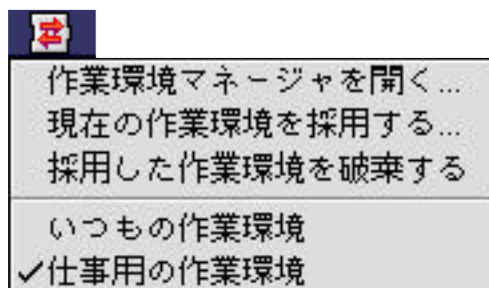 作業環境マネージャを開く...
現在の作業環境を採用する...
採用した作業環境を破棄する
いつもの作業環境
✓仕事用の作業環境